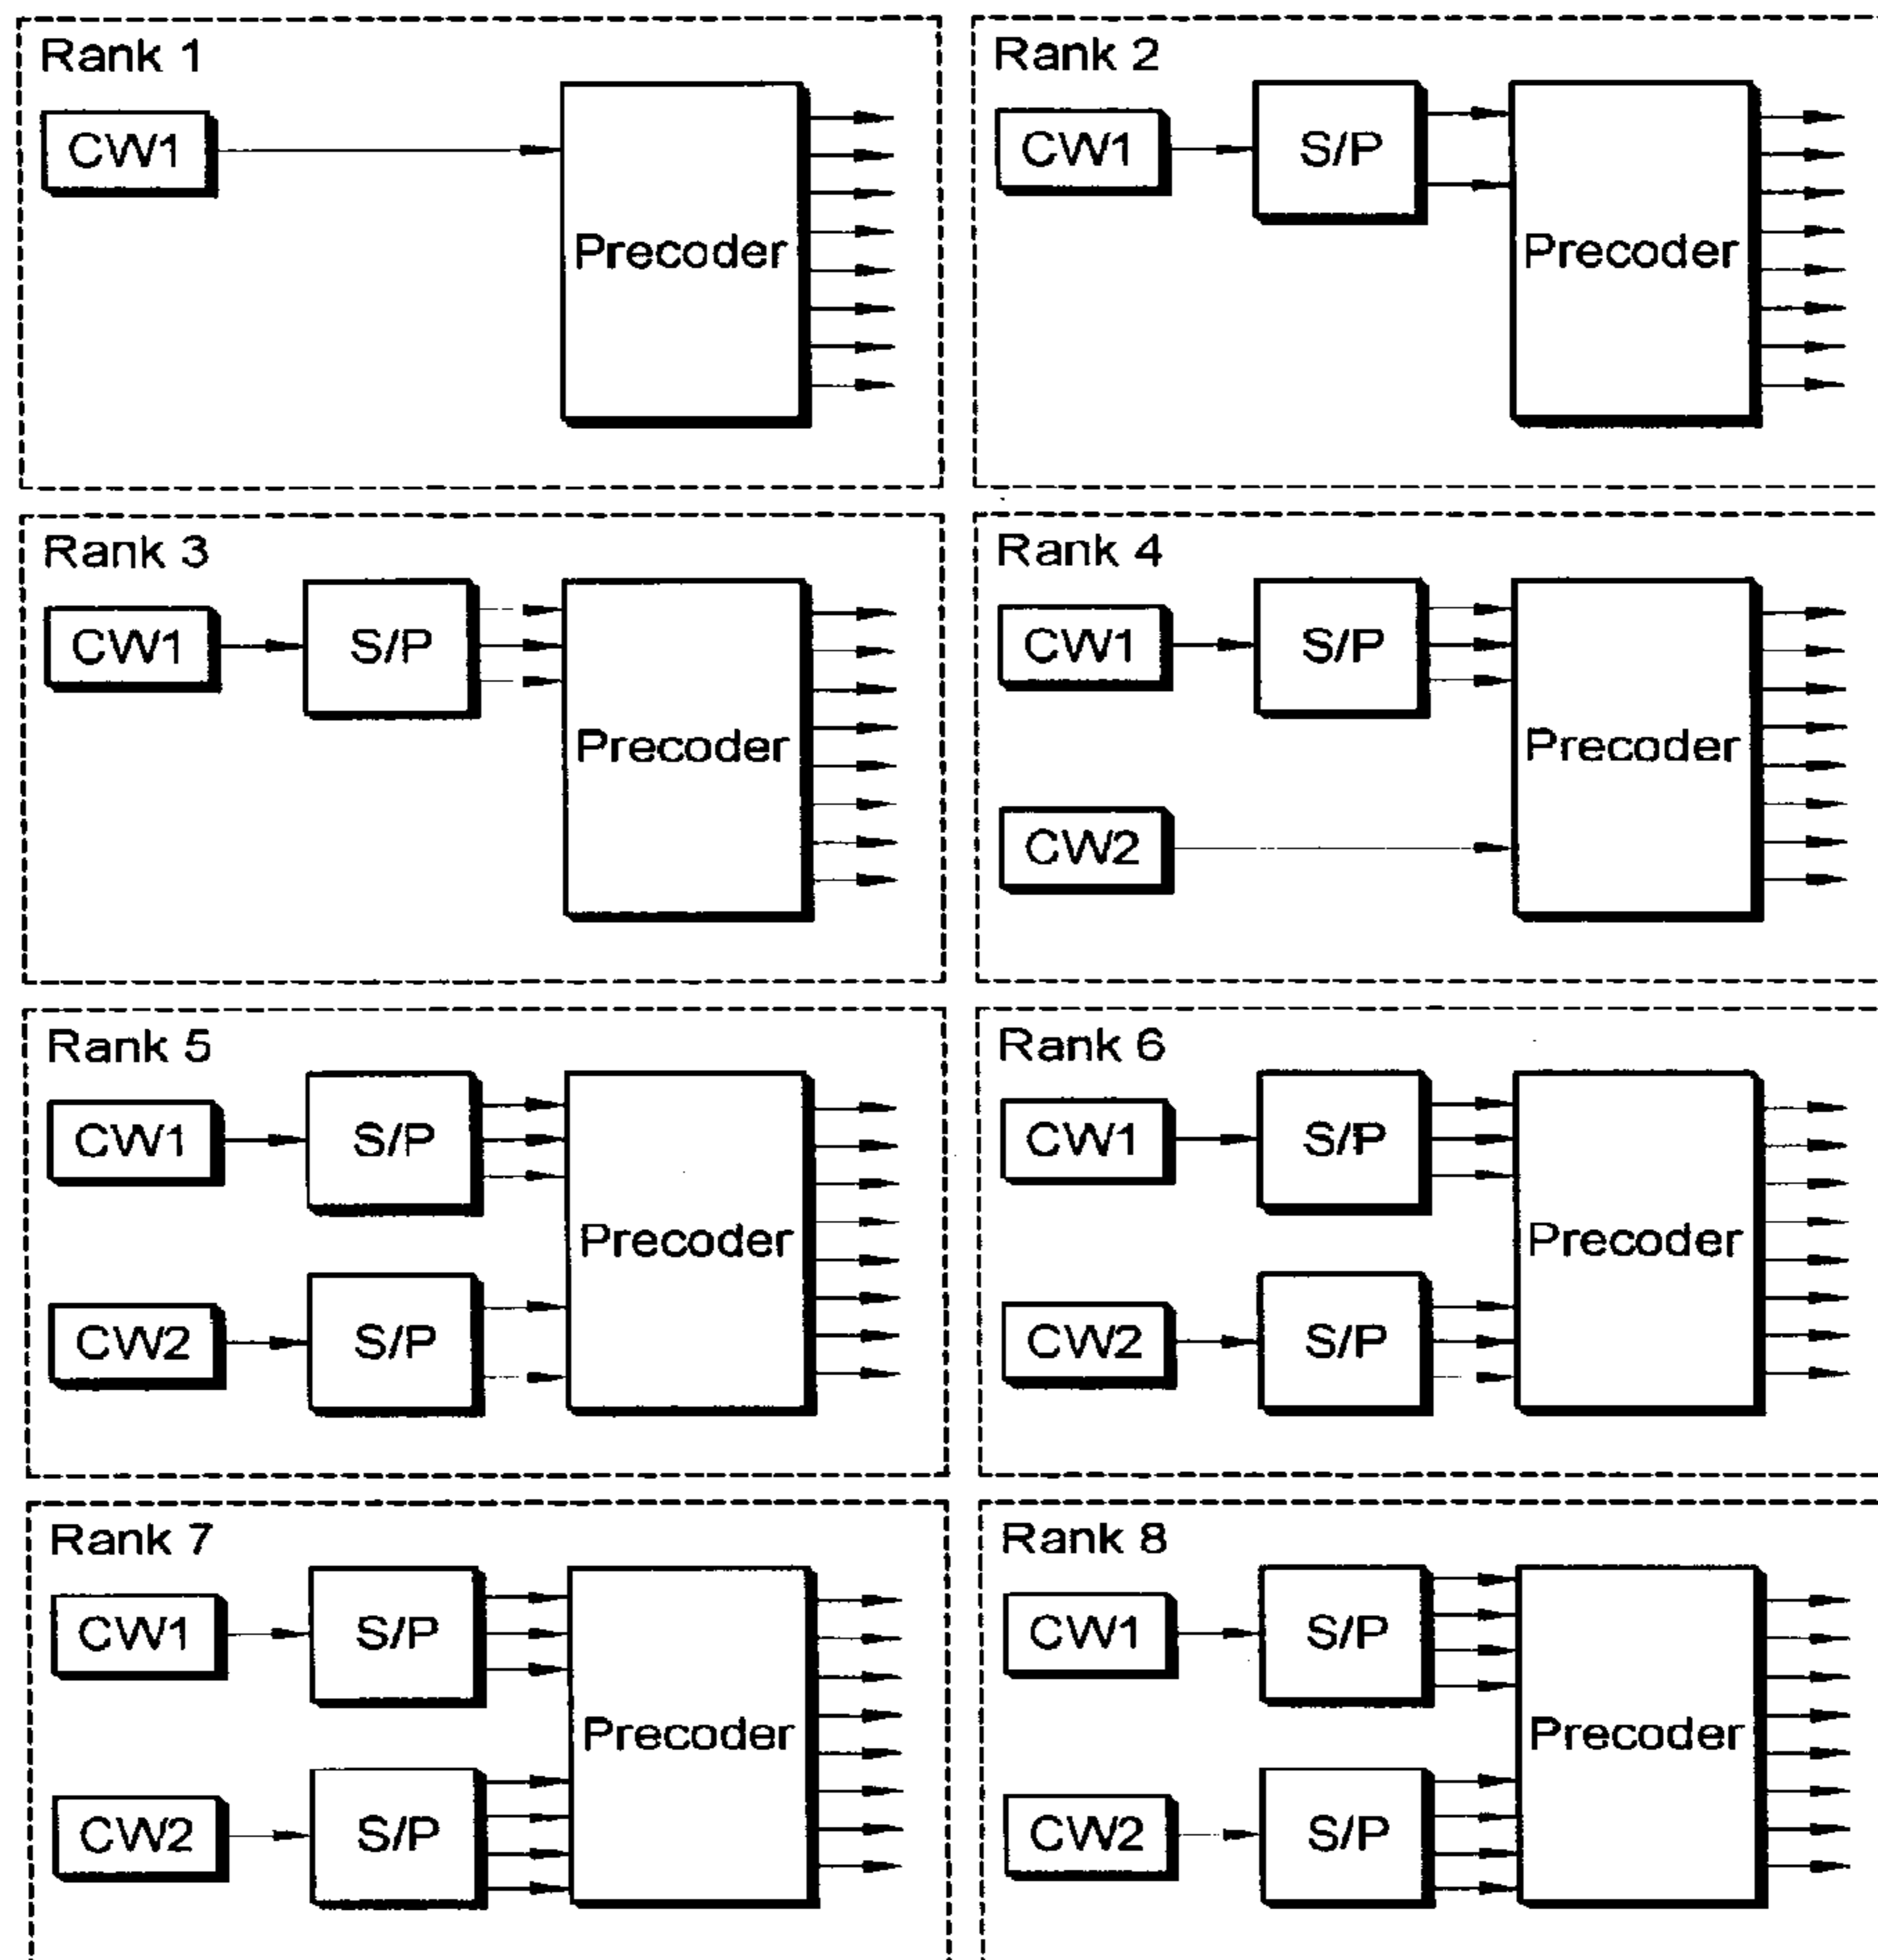 Rank 1
CW1
Precoder
Rank 2
CW1
S/P
Precoder
Rank 3
CW1
S/P
Precoder
Rank 4
CW1
S/P
Precoder
CW2
Rank 5
CW1
S/P
Precoder
CW2
S/P
Rank 6
CW1
S/P
Precoder
CW2
S/P
Rank 7
CW1
S/P
Precoder
CW2
S/P
Rank 8
CW1
S/P
Precoder
CW2
S/P